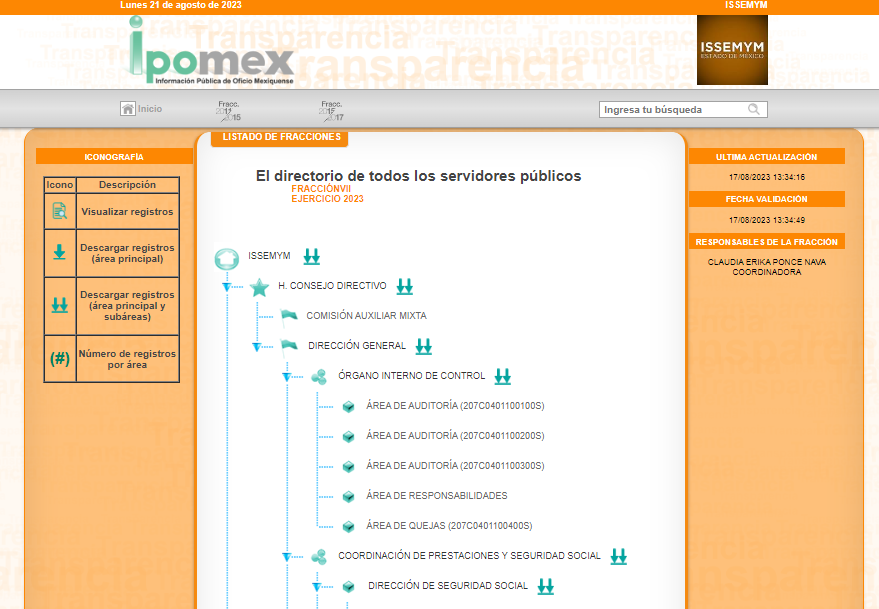 Lunes 21 de agosto de 2023
ISSEMYM
Transparencia
ipomex
Información Pública de Oficio Mexiquense
ISSEMYM
ESTADO DE MÉXICO
Inicio
Fracc.
2015
Fracc.
17
Ingresa tu búsqueda
LISTADO DE FRACCIONES
ICONOGRAFÍA
Icono Descripción
Visualizar registros
Descargar registros
(área principal)
Descargar registros
(área principal y
subáreas)
(#) Número de registros
por área
El directorio de todos los servidores públicos
FRACCIÓNVII
EJERCICIO 2023
ISSEMYM
H. CONSEJO DIRECTIVO
COMISIÓN AUXILIAR MIXTA
DIRECCIÓN GENERAL
ÓRGANO INTERNO DE CONTROL
ÁREA DE AUDITORÍA (207C0401100100S)
ÁREA DE AUDITORÍA (207C0401100200S)
ÁREA DE AUDITORÍA (207C0401100300S)
ÁREA DE RESPONSABILIDADES
ÁREA DE QUEJAS (207C0401100400S)
COORDINACIÓN DE PRESTACIONES Y SEGURIDAD SOCIAL
DIRECCIÓN DE SEGURIDAD SOCIAL
ULTIMA ACTUALIZACIÓN
17/08/2023 13:34:16
FECHA VALIDACIÓN
17/08/2023 13:34:49
RESPONSABLES DE LA FRACCIÓN
CLAUDIA ERIKA PONCE NAVA
COORDINADORA